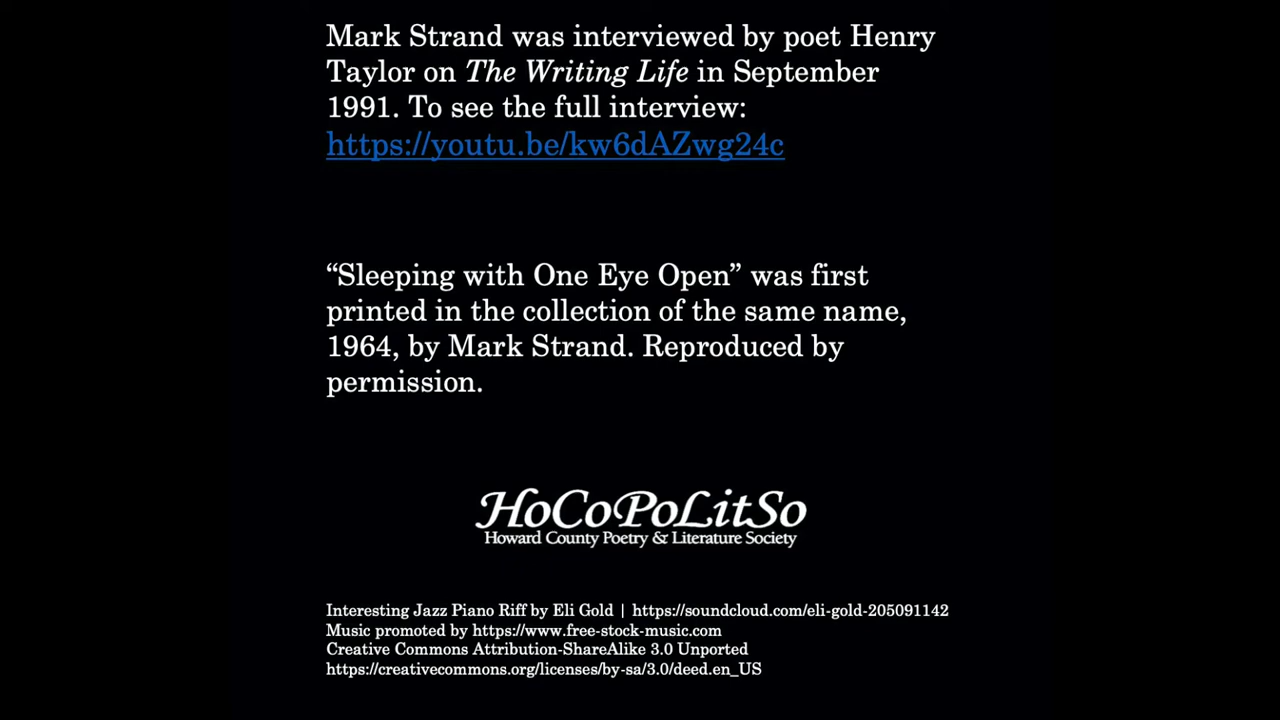 Mark Strand was interviewed by poet Henry
Taylor on The Writing Life in September
1991. To see the full interview:
https://youtu.be/kw6dAZwg24c
“Sleeping with One Eye Open” was first
printed in the collection of the same name,
1964, by Mark Strand. Reproduced by
permission.
HoCoPoLitSo
Howard County Poetry & Literature Society
Interesting Jazz Piano Riff by Eli Gold | https://soundcloud.com/eli-gold-205091142
Music promoted by https://www.free-stock-music.com
Creative Commons Attribution-ShareAlike 3.0 Unported
https://creativecommons.org/licenses/by-sa/3.0/deed.en_US